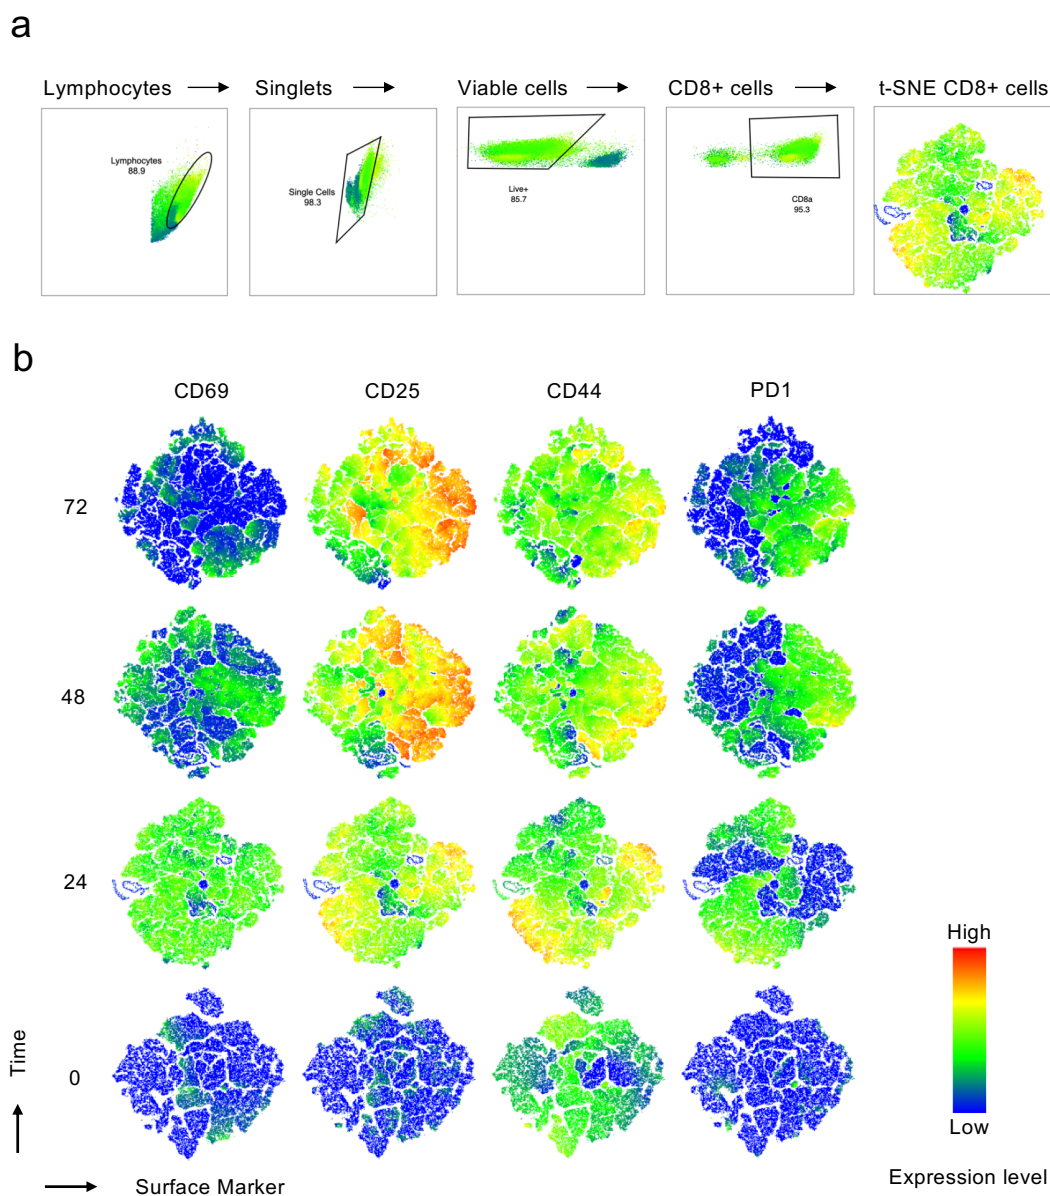 a
Lymphocytes
Singlets
Viable cells
CD8+ cells
t-SNE CD8+ cells
Lymphocytes
88.9
Single Cells
98.3
Live+
85.7
CD8a
95.3
b
CD69
CD25
CD44
PD1
72
48
24
0
Time
Surface Marker
High
Low
Expression level